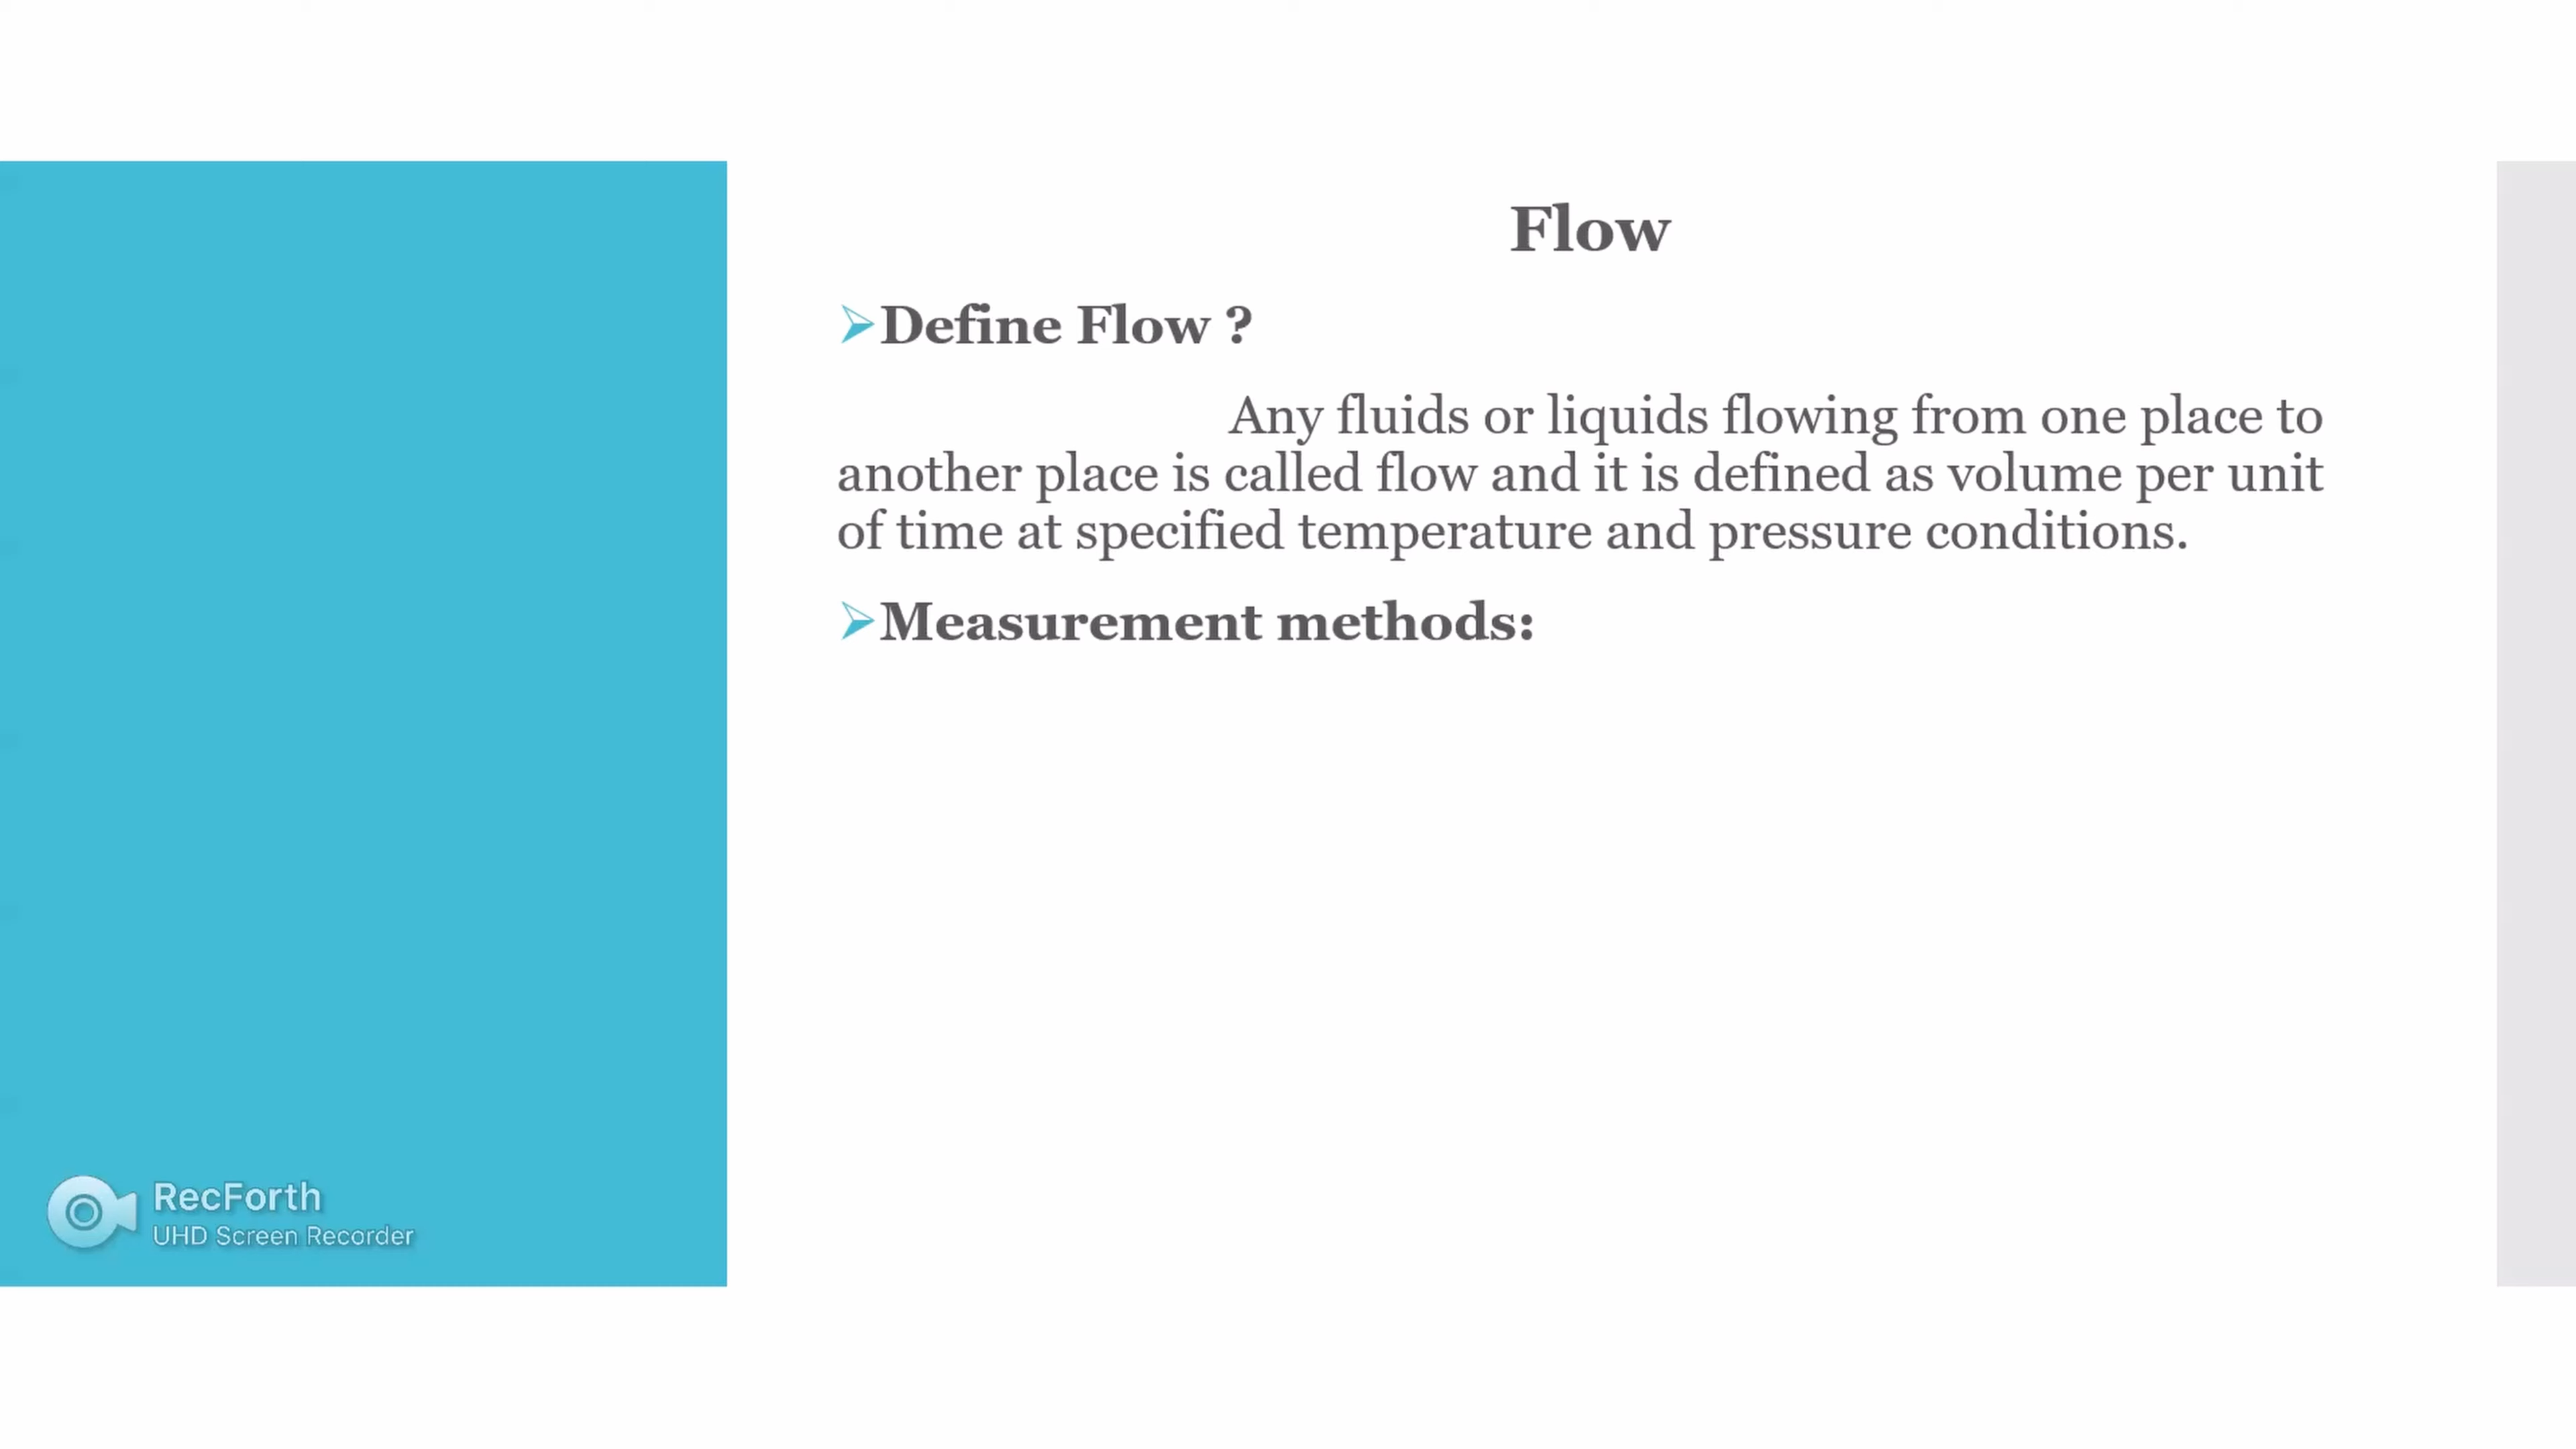 Flow
Define Flow ?
Any fluids or liquids flowing from one place to
another place is called flow and it is defined as volume per unit
of time at specified temperature and pressure conditions.
Measurement methods:
RecForth
UHD Screen Recorder